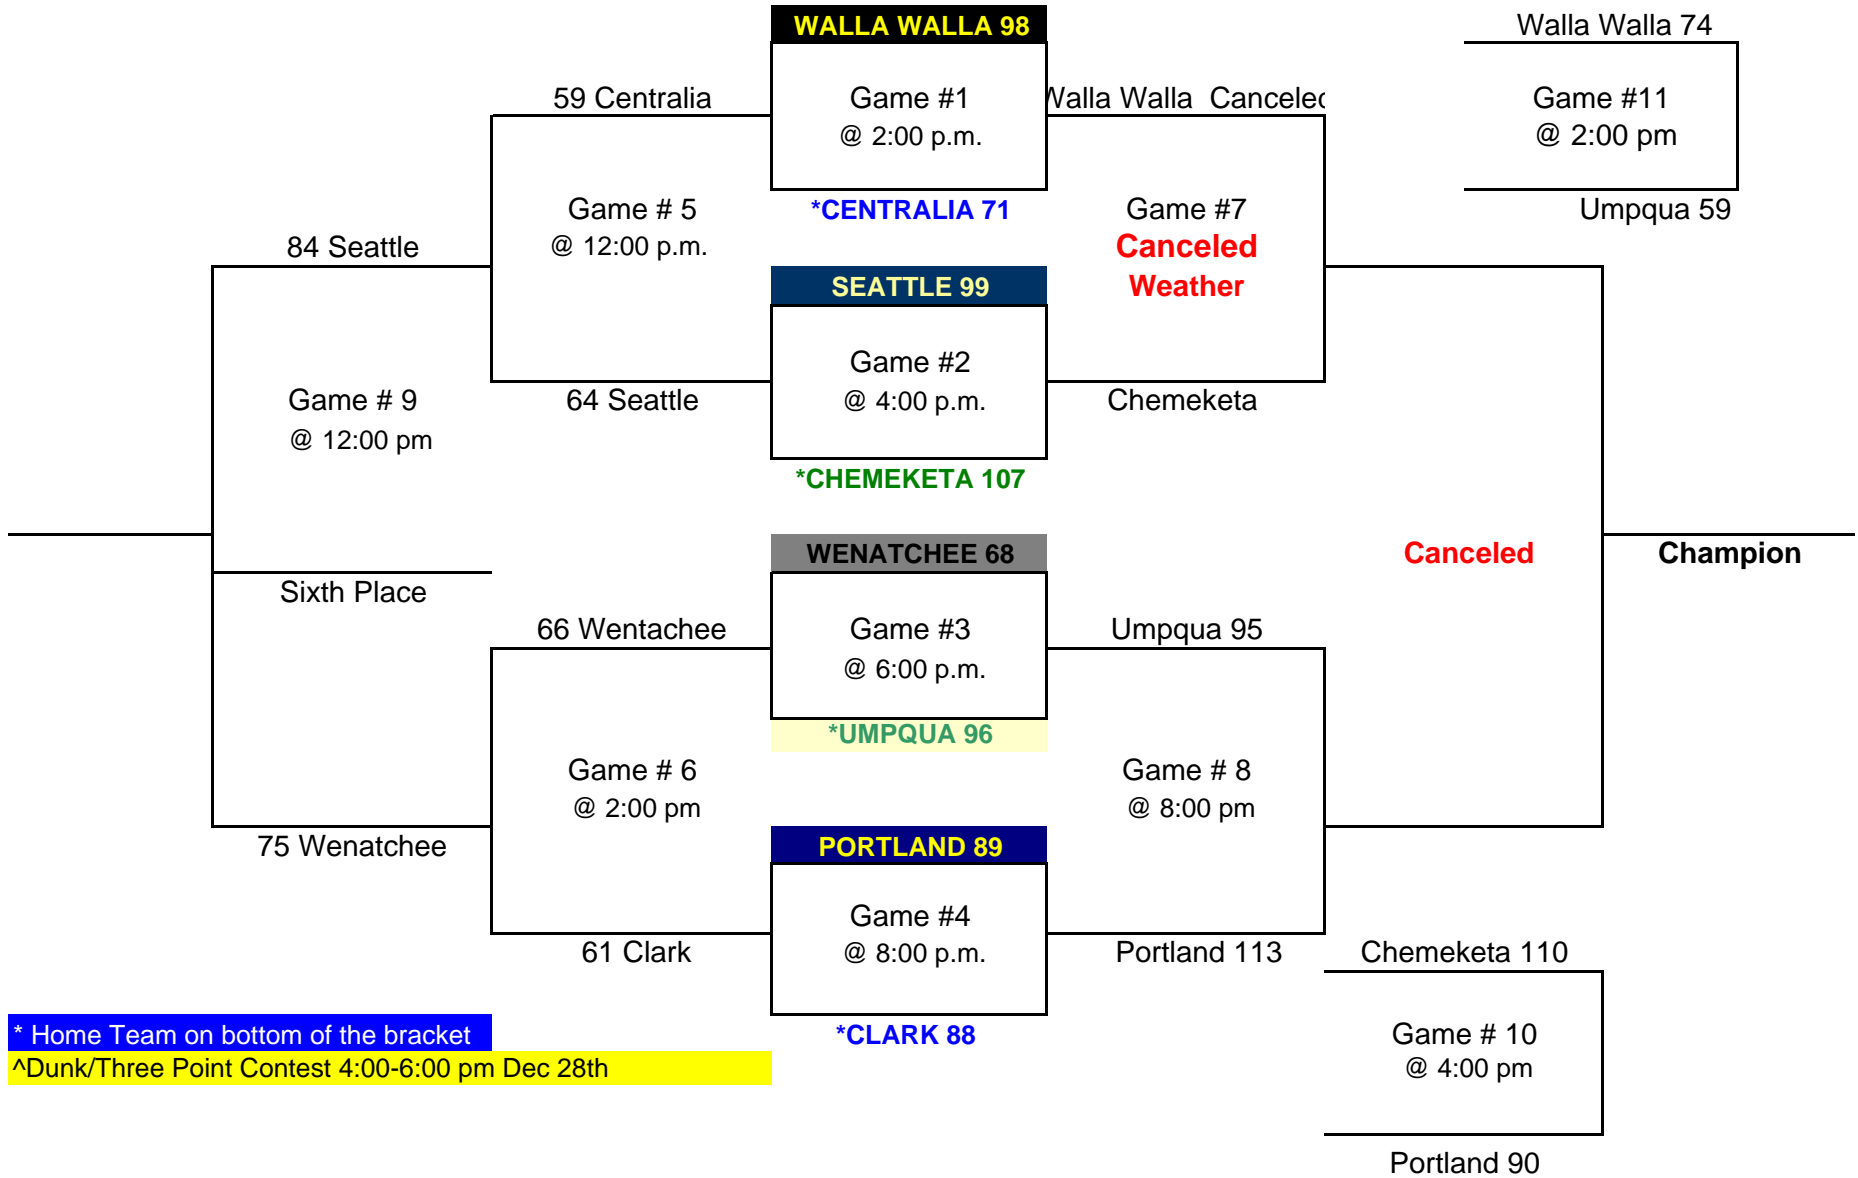 WALLA WALLA 98
Walla Walla 74
59 Centralia
Game #1
Walla Walla  Canceled
Game #11
@ 2:00 p.m.
@ 2:00 pm
Game # 5
*CENTRALIA 71
Game #7
Umpqua 59
84 Seattle
@ 12:00 p.m.
Canceled
SEATTLE 99
Weather
Game #2
Game # 9
64 Seattle
@ 4:00 p.m.
Chemeketa
@ 12:00 pm
*CHEMEKETA 107
WENATCHEE 68
Canceled
Champion
Sixth Place
66 Wentachee
Game #3
Umpqua 95
@ 6:00 p.m.
*UMPQUA 96
Game # 6
Game # 8
@ 2:00 pm
@ 8:00 pm
75 Wenatchee
PORTLAND 89
Game #4
61 Clark
@ 8:00 p.m.
Portland 113
Chemeketa 110
* Home Team on bottom of the bracket
*CLARK 88
Game # 10
^Dunk/Three Point Contest 4:00-6:00 pm Dec 28th
@ 4:00 pm
Portland 90